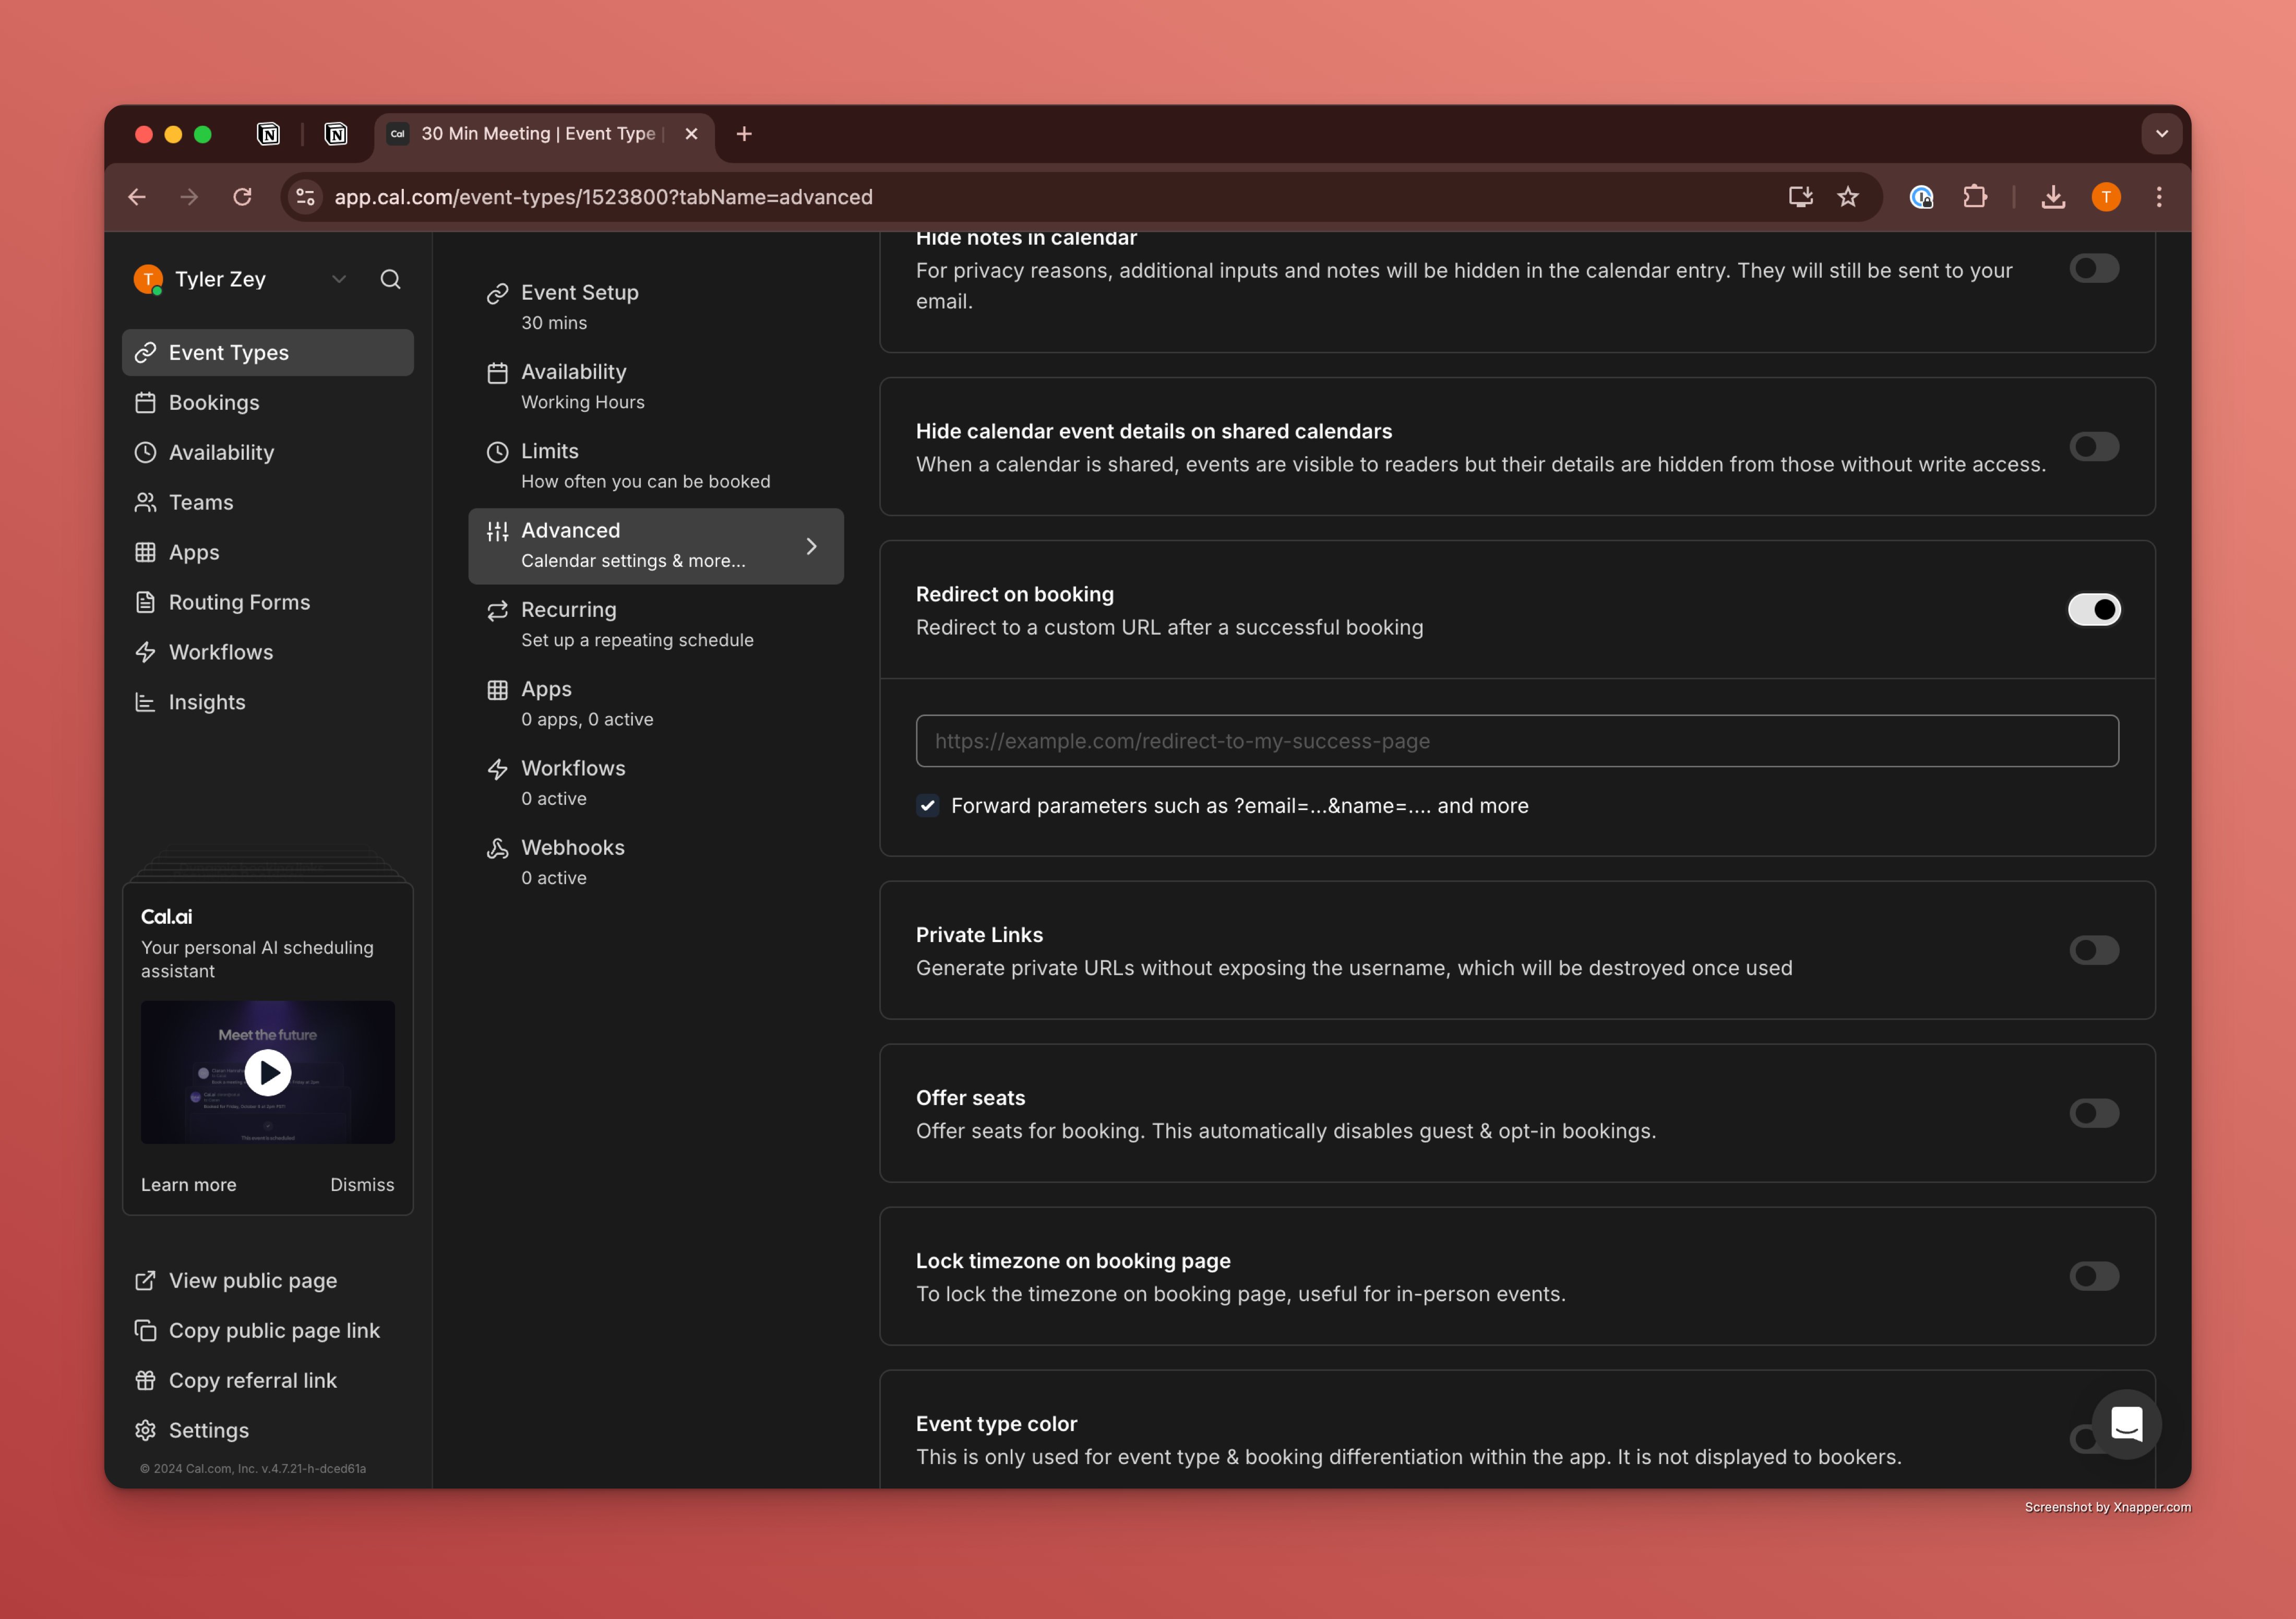 Cal
30 Min Meeting | Event Type |
app.cal.com/event-types/1523800?tabName=advanced
T
T
Tyler Zey
Event Types
Bookings
Availability
Teams
Apps
Routing Forms
Workflows
Insights
Cal.ai
Your personal AI scheduling
assistant
Meet the future
This event's scheduled
Learn more
Dismiss
View public page
Copy public page link
Copy referral link
Settings
© 2024 Cal.com, Inc. v.4.7.21-h-dced61a
Event Setup
30 mins
Availability
Working Hours
Limits
How often you can be booked
Advanced
Calendar settings & more...
Recurring
Set up a repeating schedule
Apps
0 apps, 0 active
Workflows
0 active
Webhooks
0 active
Hide notes in calendar
For privacy reasons, additional inputs and notes will be hidden in the calendar entry. They will still be sent to your
email.
Hide calendar event details on shared calendars
When a calendar is shared, events are visible to readers but their details are hidden from those without write access.
Redirect on booking
Redirect to a custom URL after a successful booking
https://example.com/redirect-to-my-success-page
Forward parameters such as ?email=...&name=.... and more
Private Links
Generate private URLs without exposing the username, which will be destroyed once used
Offer seats
Offer seats for booking. This automatically disables guest & opt-in bookings.
Lock timezone on booking page
To lock the timezone on booking page, useful for in-person events.
Event type color
This is only used for event type & booking differentiation within the app. It is not displayed to bookers.
Screenshot by Xnapper.com